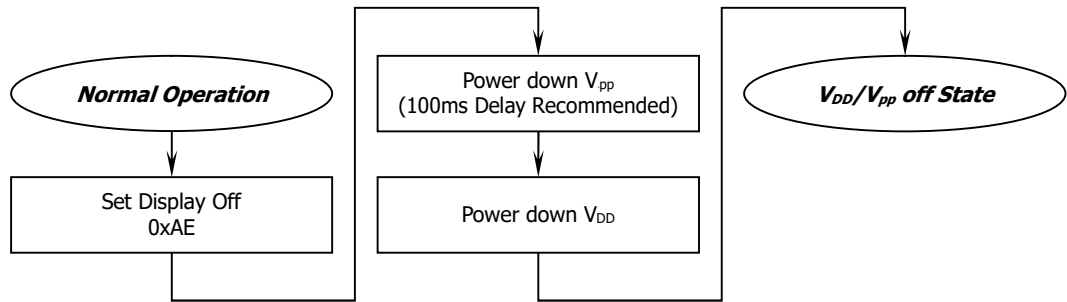 Normal Operation
Set Display Off
0xAE
Power down Vpp
(100ms Delay Recommended)
Power down VDD
VDD/Vpp off State